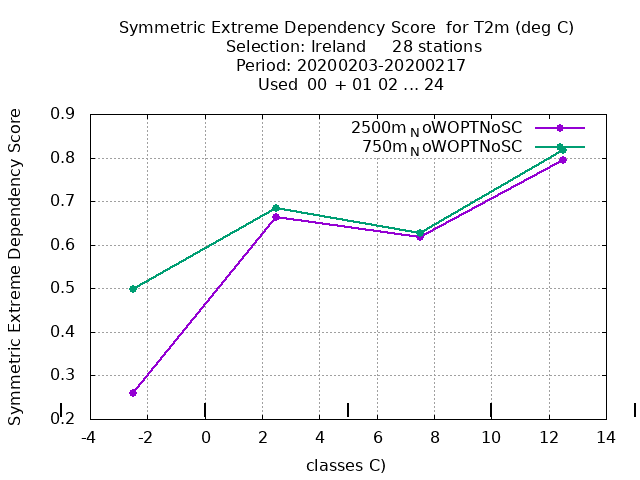 Symmetric Extreme Dependency Score  for T2m (deg C)
Selection: Ireland     28 stations
Period: 20200203-20200217
Used  00  + 01 02 ... 24
2500m_NoWOPTNoSC
750m_NoWOPTNoSC
Symmetric Extreme Dependency Score
0.9
0.8
0.7
0.6
0.5
0.4
0.3
0.2
-4 -2 0 2 4 6 8 10 12 14
classes C)